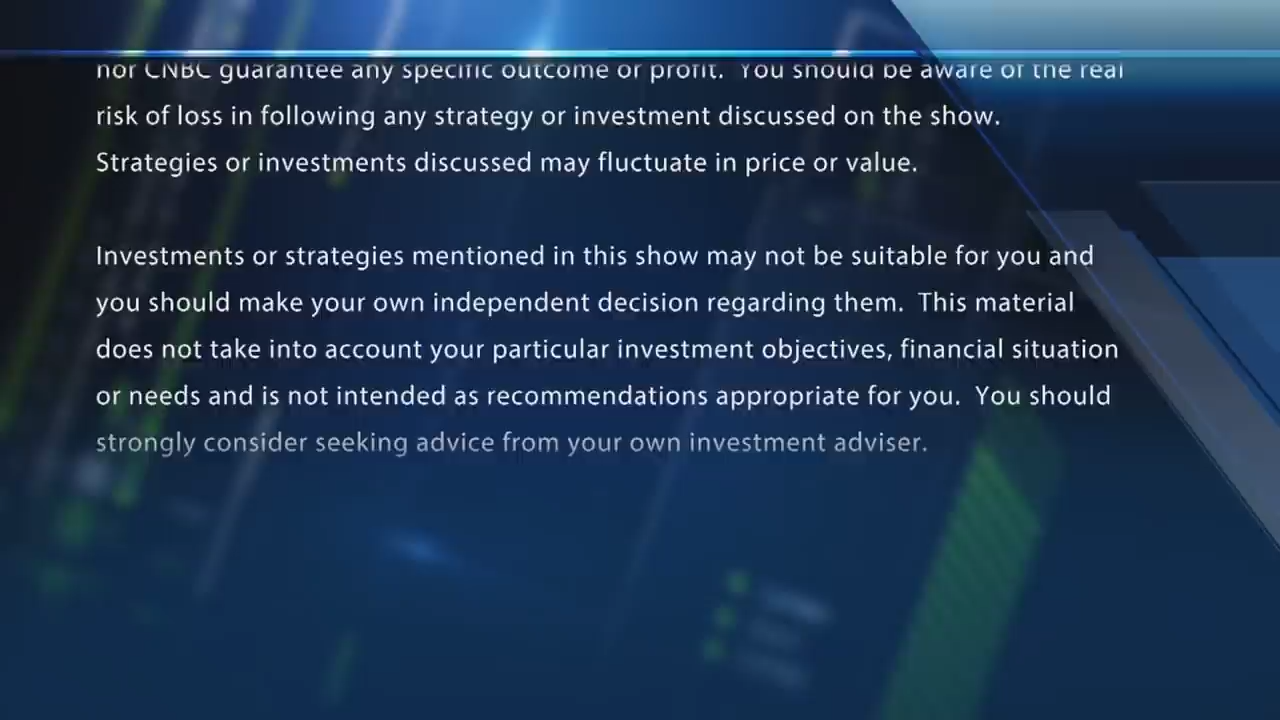 nor CNBC guarantee any specific outcome or profit.  You should be aware of the real
risk of loss in following any strategy or investment discussed on the show.
Strategies or investments discussed may fluctuate in price or value.
Investments or strategies mentioned in this show may not be suitable for you and
you should make your own independent decision regarding them.  This material
does not take into account your particular investment objectives, financial situation
or needs and is not intended as recommendations appropriate for you.  You should
strongly consider seeking advice from your own investment adviser.